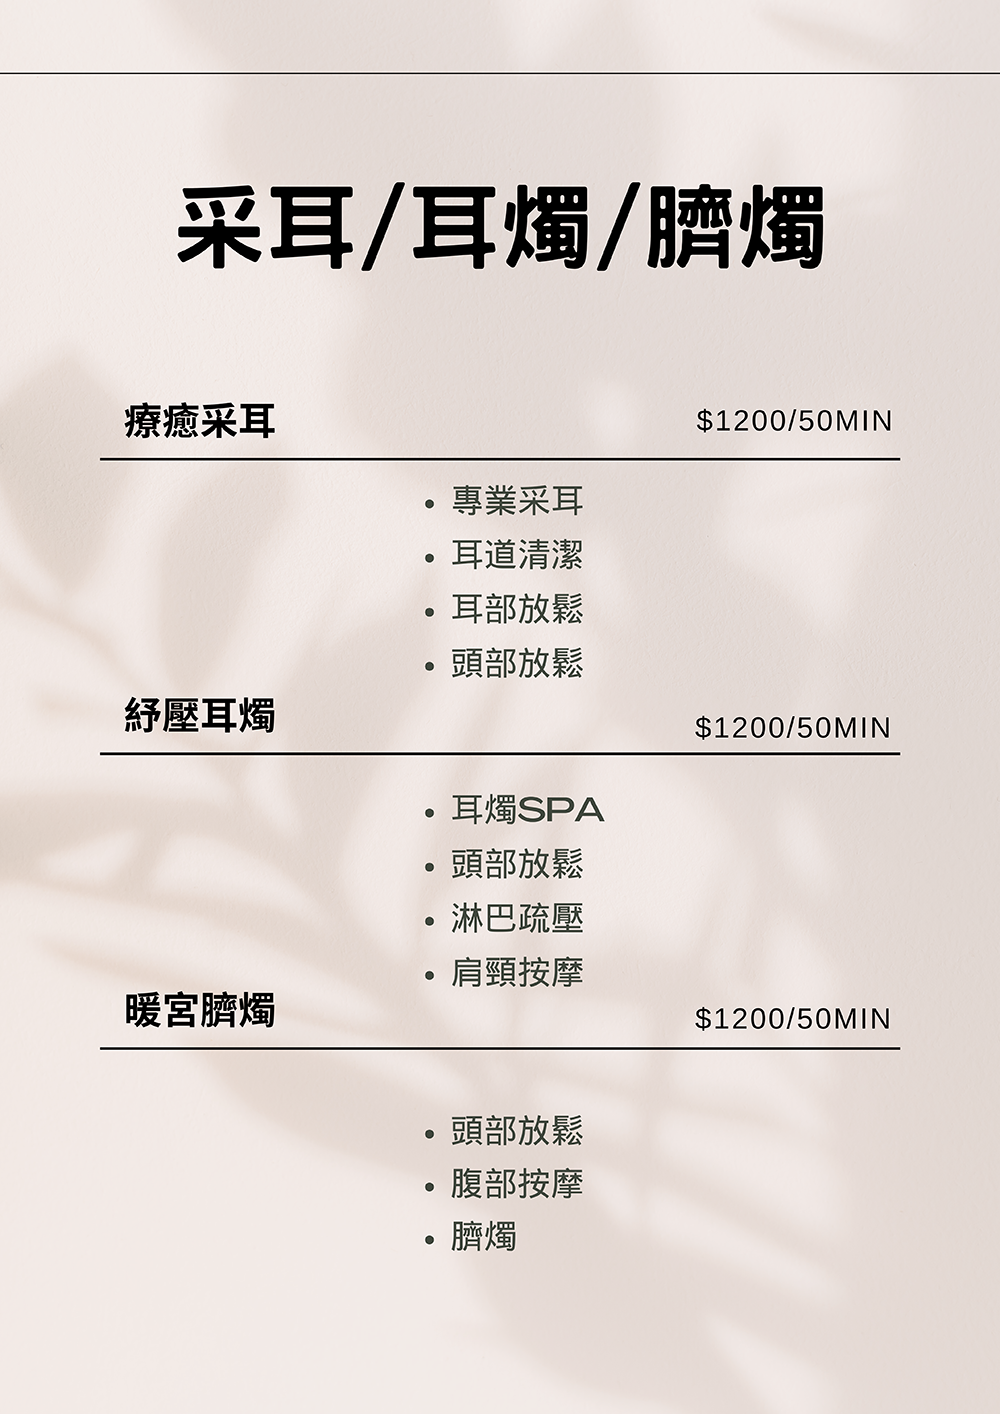 采耳/耳燭/臍燭
療癒采耳 $1200/50MIN
• 專業采耳
• 耳道清潔
• 耳部放鬆
• 頭部放鬆
紓壓耳燭 $1200/50MIN
• 耳燭SPA
• 頭部放鬆
• 淋巴疏壓
• 肩頸按摩
暖宮臍燭 $1200/50MIN
• 頭部放鬆
• 腹部按摩
• 臍燭